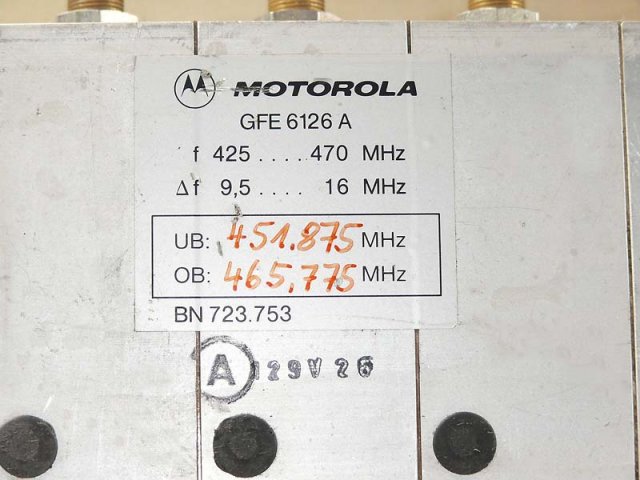 MOTOROLA
GFE 6126 A
f 425 .... 470 MHz
Δf 9,5 .... 16 MHz
UB: 451.875 MHz
OB: 465,775 MHz
BN 723.753
A 129V26